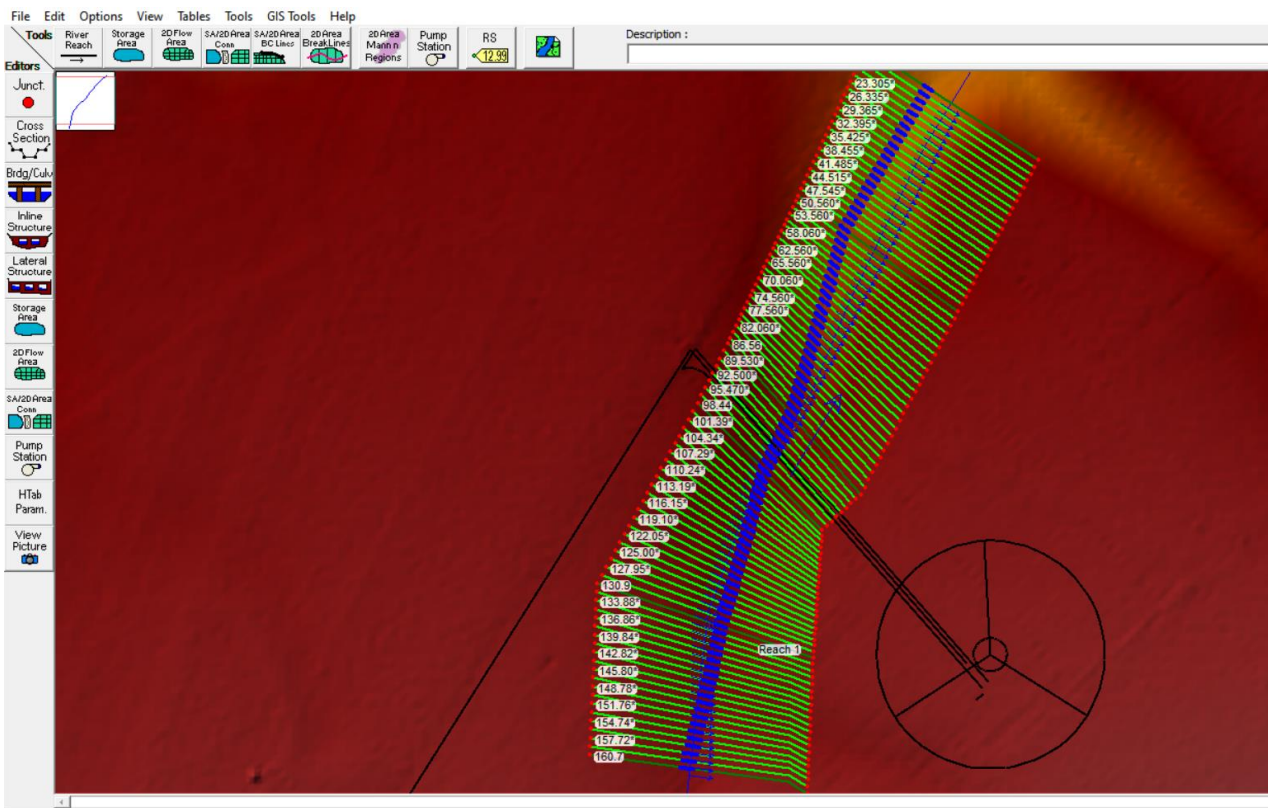 File Edit Options View Tables Tools GIS Tools Help
Tools
Editors
River
Reach
Storage
Area
2D Flow
Area
SA/2D Area
Conn
SA/2D Area
BC Lines
2D Area
BreakLines
2D Area
Mann n
Regions
Pump
Station
RS
12.99
Description :
Junct.
Cross
Section
Brdg/Culv
Inline
Structure
Lateral
Structure
Storage
Area
2D Flow
Area
SA/2D Area
Conn
Pump
Station
HTab
Param.
View
Picture
23.305*
26.335*
29.365*
32.395*
35.425*
38.455*
41.485*
44.515*
47.545*
50.560*
53.560*
58.060*
62.560*
65.560*
70.060*
74.560*
77.560*
82.060*
86.56
89.530*
92.500*
95.470*
98.44
101.39*
104.34*
107.29*
110.24*
113.19*
116.15*
119.10*
122.05*
125.00*
127.95*
130.9
133.88*
136.86*
139.84*
142.82*
145.80*
148.78*
151.76*
154.74*
157.72*
160.7
Reach 1